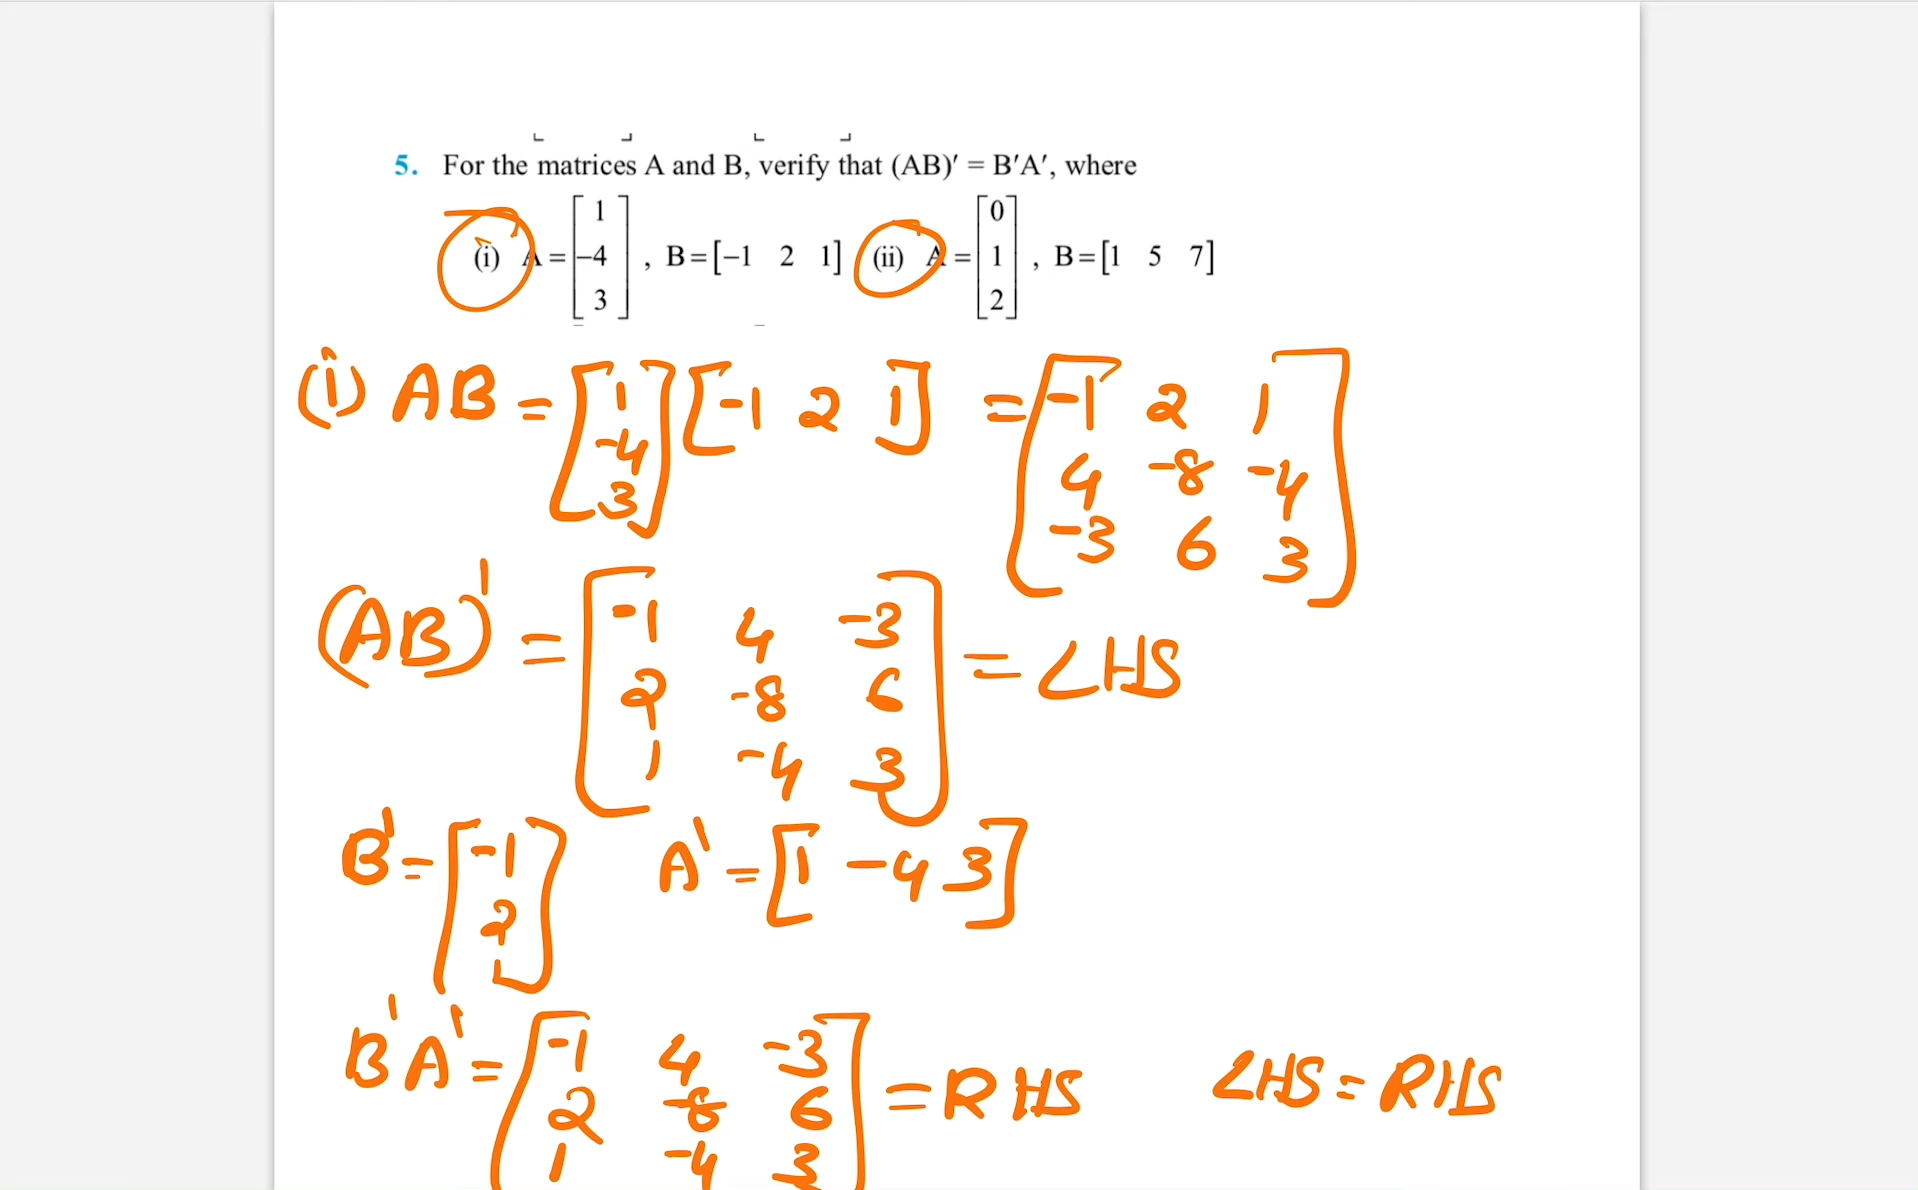 5. For the matrices A and B, verify that (AB)′ = B′A′, where
1 0
(i) A = −4 , B = [−1 2 1] (ii) A = 1 , B = [1 5 7]
3 2
(i) AB = [1 -4 3] [-1 2 1] = [-1 2 1
4 -8 -4
-3 6 3]
(AB)' = [-1 4 -3
2 -8 6 = LHS
1 -4 3]
B' = [-1 2 1] A' = [1 -4 3]
B'A' = [-1 4 -3
2 -8 6 = RHS LHS = RHS
1 -4 3